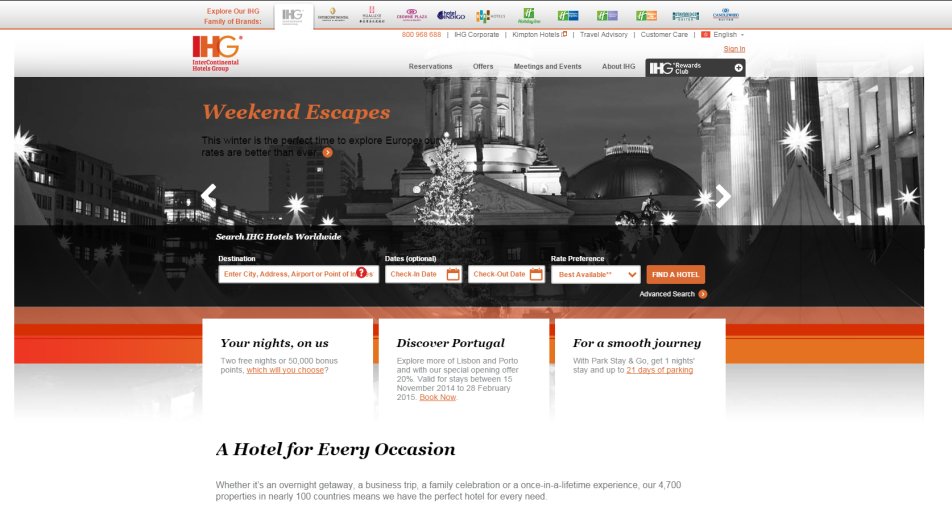 Explore Our IHG
Family of Brands:
IHG
INTERCONTINENTAL
HUALUXE
CROWNE PLAZA
hotel INDIGO
HOTELS
Holiday Inn
STAYBRIDGE
SUITES
CANDLEWOOD
SUITES
800 968 688 | IHG Corporate | Kimpton Hotels | Travel Advisory | Customer Care | English
Sign In
IHG®
InterContinental
Hotels Group
Reservations Offers Meetings and Events About IHG IHG® Rewards
Club
Weekend Escapes
This winter is the perfect time to explore Europe; our
rates are better than ever
Search IHG Hotels Worldwide
Destination Dates (optional) Rate Preference
Enter City, Address, Airport or Point of Check-In Date Check-Out Date Best Available** FIND A HOTEL
Advanced Search
Your nights, on us
Two free nights or 50,000 bonus
points, which will you choose?
Discover Portugal
Explore more of Lisbon and Porto
and with our special opening offer
20%. Valid for stays between 15
November 2014 to 28 February
2015. Book Now.
For a smooth journey
With Park Stay & Go, get 1 nights'
stay and up to 21 days of parking
A Hotel for Every Occasion
Whether it's an overnight getaway, a business trip, a family celebration or a once-in-a-lifetime experience, our 4,700
properties in nearly 100 countries means we have the perfect hotel for every need.